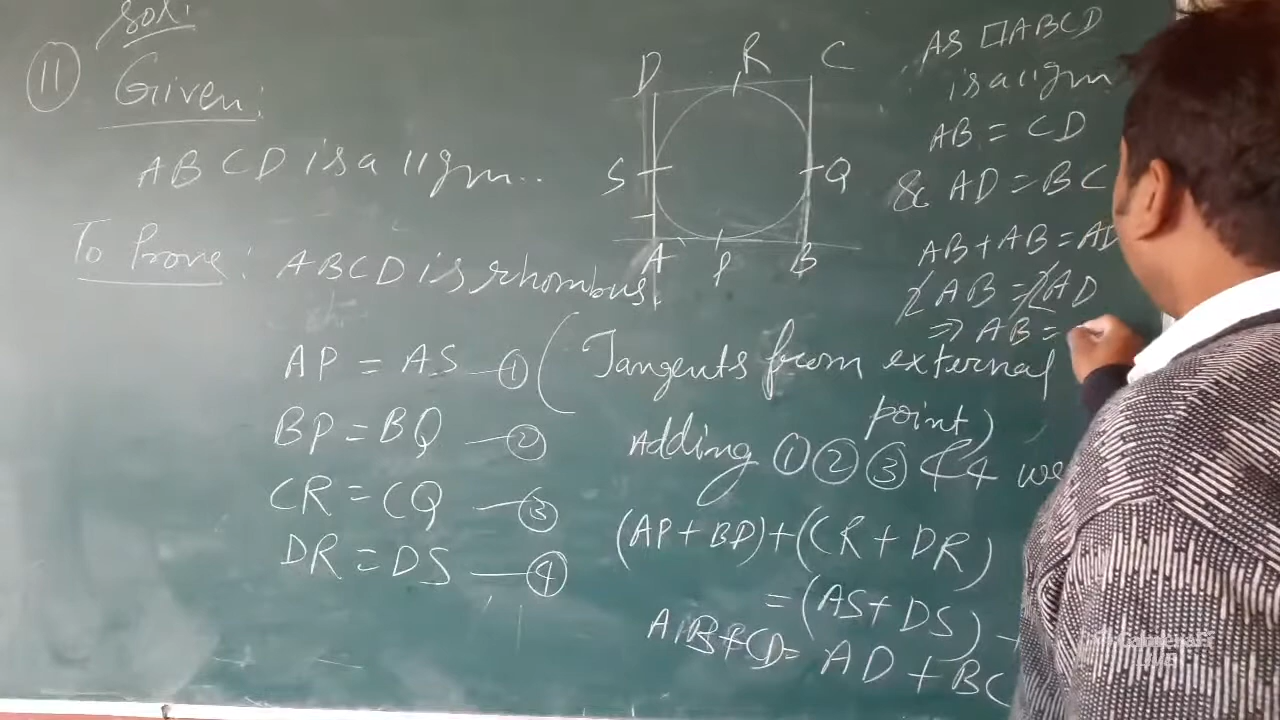 Sol.
11
Given:
ABCD is a ||gm..
To Prove: ABCD is rhombus.
AP = AS — 1 (Tangents from external point)
BP = BQ — 2
CR = CQ — 3
DR = DS — 4
D R C
S Q
A P B
Adding 1 2 3 & 4 we
(AP + BP) + (CR + DR)
= (AS + DS) -
AB + CD = AD + BC
As □ABCD
is a ||gm
AB = CD
& AD = BC
AB + AB = AD
2AB = 2AD
⇒ AB =
LIVE